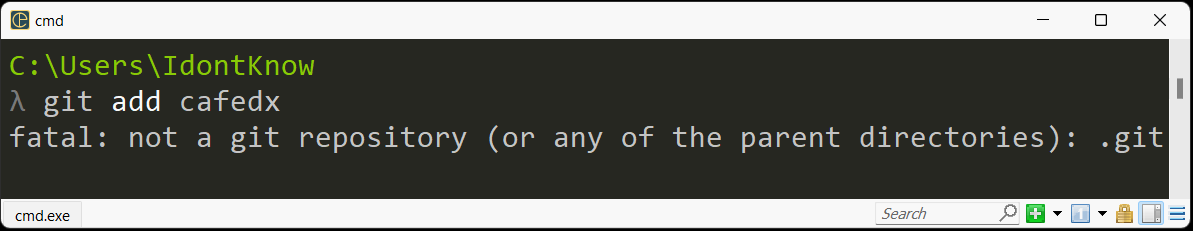 cmd
C:\Users\IdontKnow
λ git add cafedx
fatal: not a git repository (or any of the parent directories): .git
cmd.exe
Search